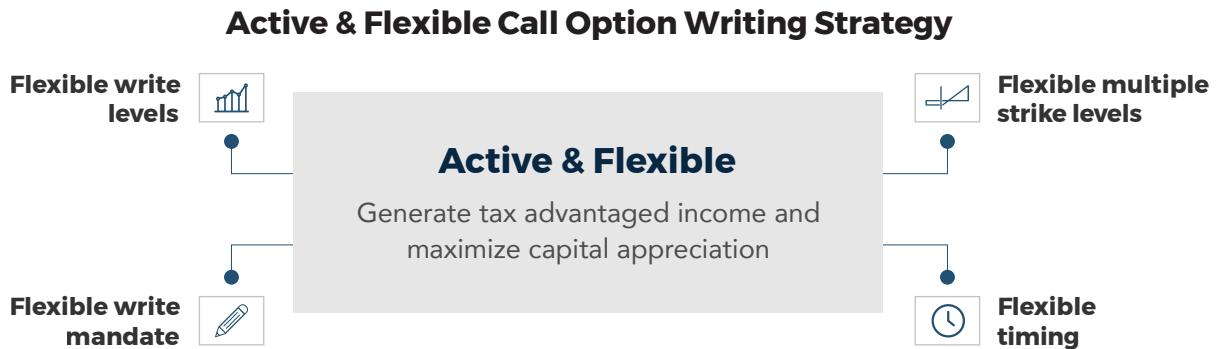 Active & Flexible Call Option Writing Strategy
Flexible write
levels
Flexible multiple
strike levels
Active & Flexible
Generate tax advantaged income and
maximize capital appreciation
Flexible write
mandate
Flexible
timing